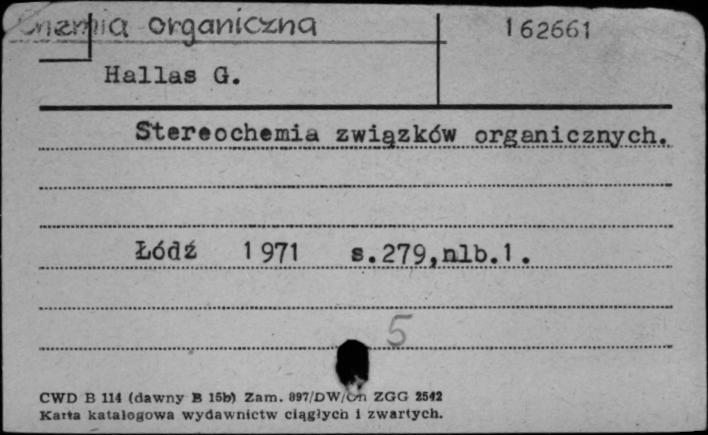 Chemia organiczna
162661
Hallas G.
Stereochemia związków organicznych.
Łódź 1971 s.279,nlb.1.
5
CWD B 114 (dawny B 15b) Zam. 897/DW/On ZGG 2542
Karta katalogowa wydawnictw ciągłych i zwartych.